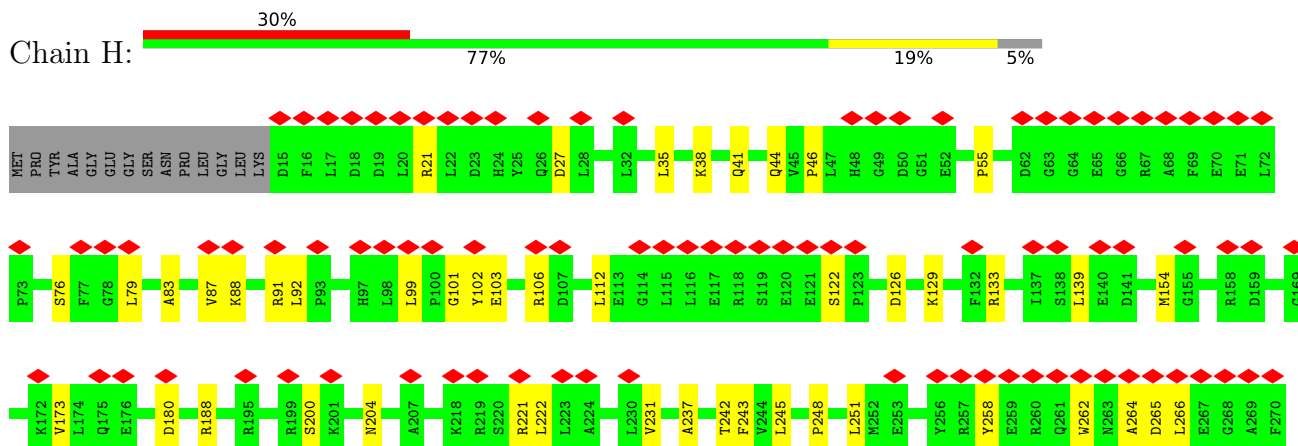 30%
Chain H:
77% 19% 5%
MET PRO TYR ALA GLY GLU GLY SER ASN PRO LEU GLY LEU LYS D15 F16 L17 D18 D19 L20 R21 L22 D23 H24 Y25 Q26 D27 L28 L32 L35 K38 Q41 Q44 V45 P46 L47 H48 G49 D50 G51 E52 P55 D62 G63 G64 E65 G66 R67 A68 F69 E70 E71 L72
P73 S76 F77 G78 L79 A83 V87 K88 R91 L92 P93 H97 L98 L99 P100 G101 Y102 E103 R106 D107 L112 E113 G114 L115 L116 E117 R118 S119 E120 E121 S122 P123 D126 K129 F132 R133 I137 S138 L139 E140 D141 M154 G155 R158 D159 G169
K172 V173 L174 Q175 E176 D180 R188 R195 R199 S200 K201 N204 A207 K218 R219 S220 R221 L222 L223 A224 L230 V231 A237 T242 F243 V244 L245 P248 L251 M252 E253 Y256 R257 Y258 E259 R260 Q261 W262 N263 A264 D265 L266 E267 G268 A269 F270